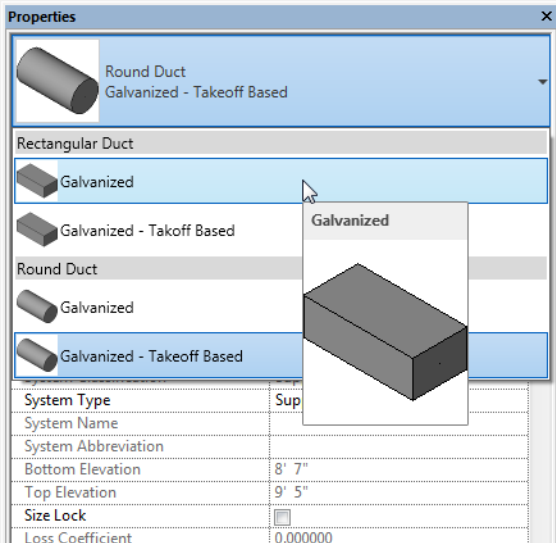 Properties
Round Duct
Galvanized - Takeoff Based
Rectangular Duct
Galvanized
Galvanized - Takoff Based
Galvanized
Round Duct
Galvanized
Galvanized - Takeoff Based
System Type Sup
System Name
System Abbreviation
Bottom Elevation 8' 7"
Top Elevation 9' 5"
Size Lock
Loss Coefficient 0.000000